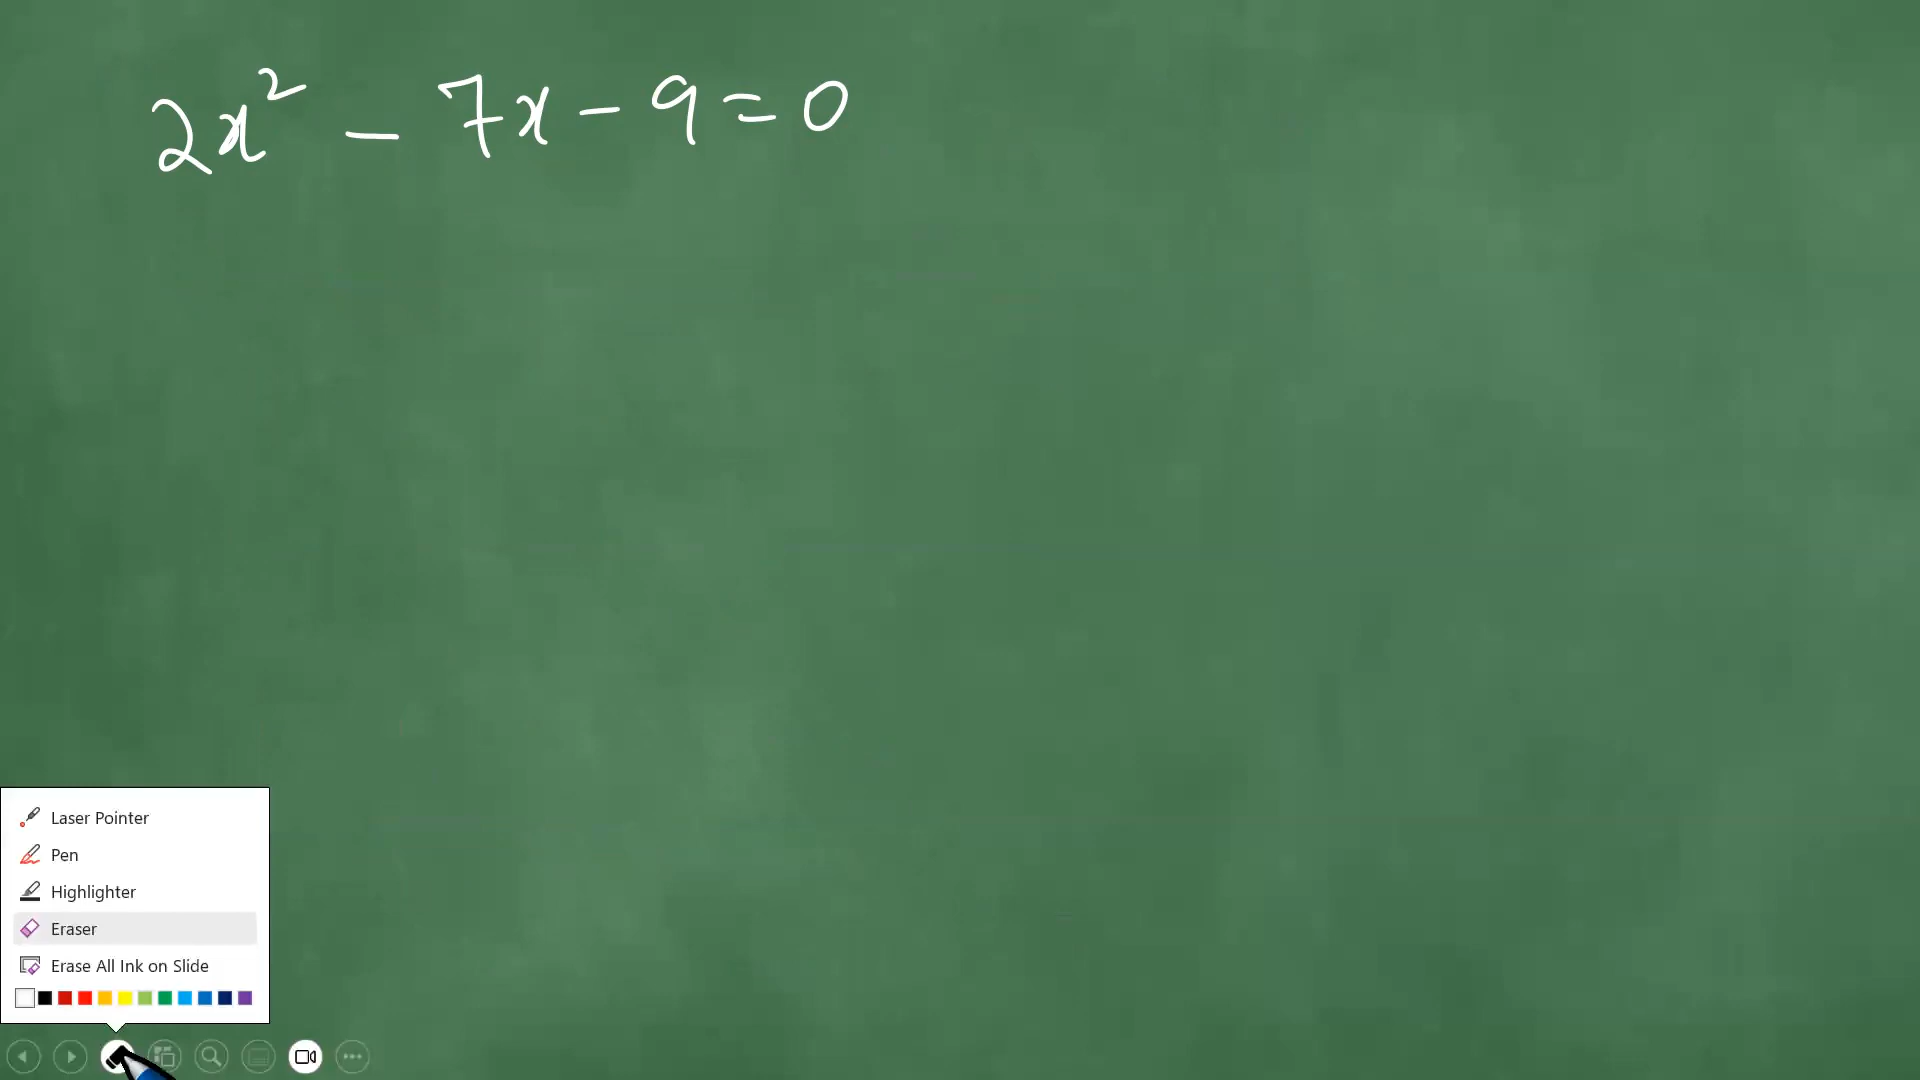 2x² - 7x - 9 = 0
Laser Pointer
Pen
Highlighter
Eraser
Erase All Ink on Slide